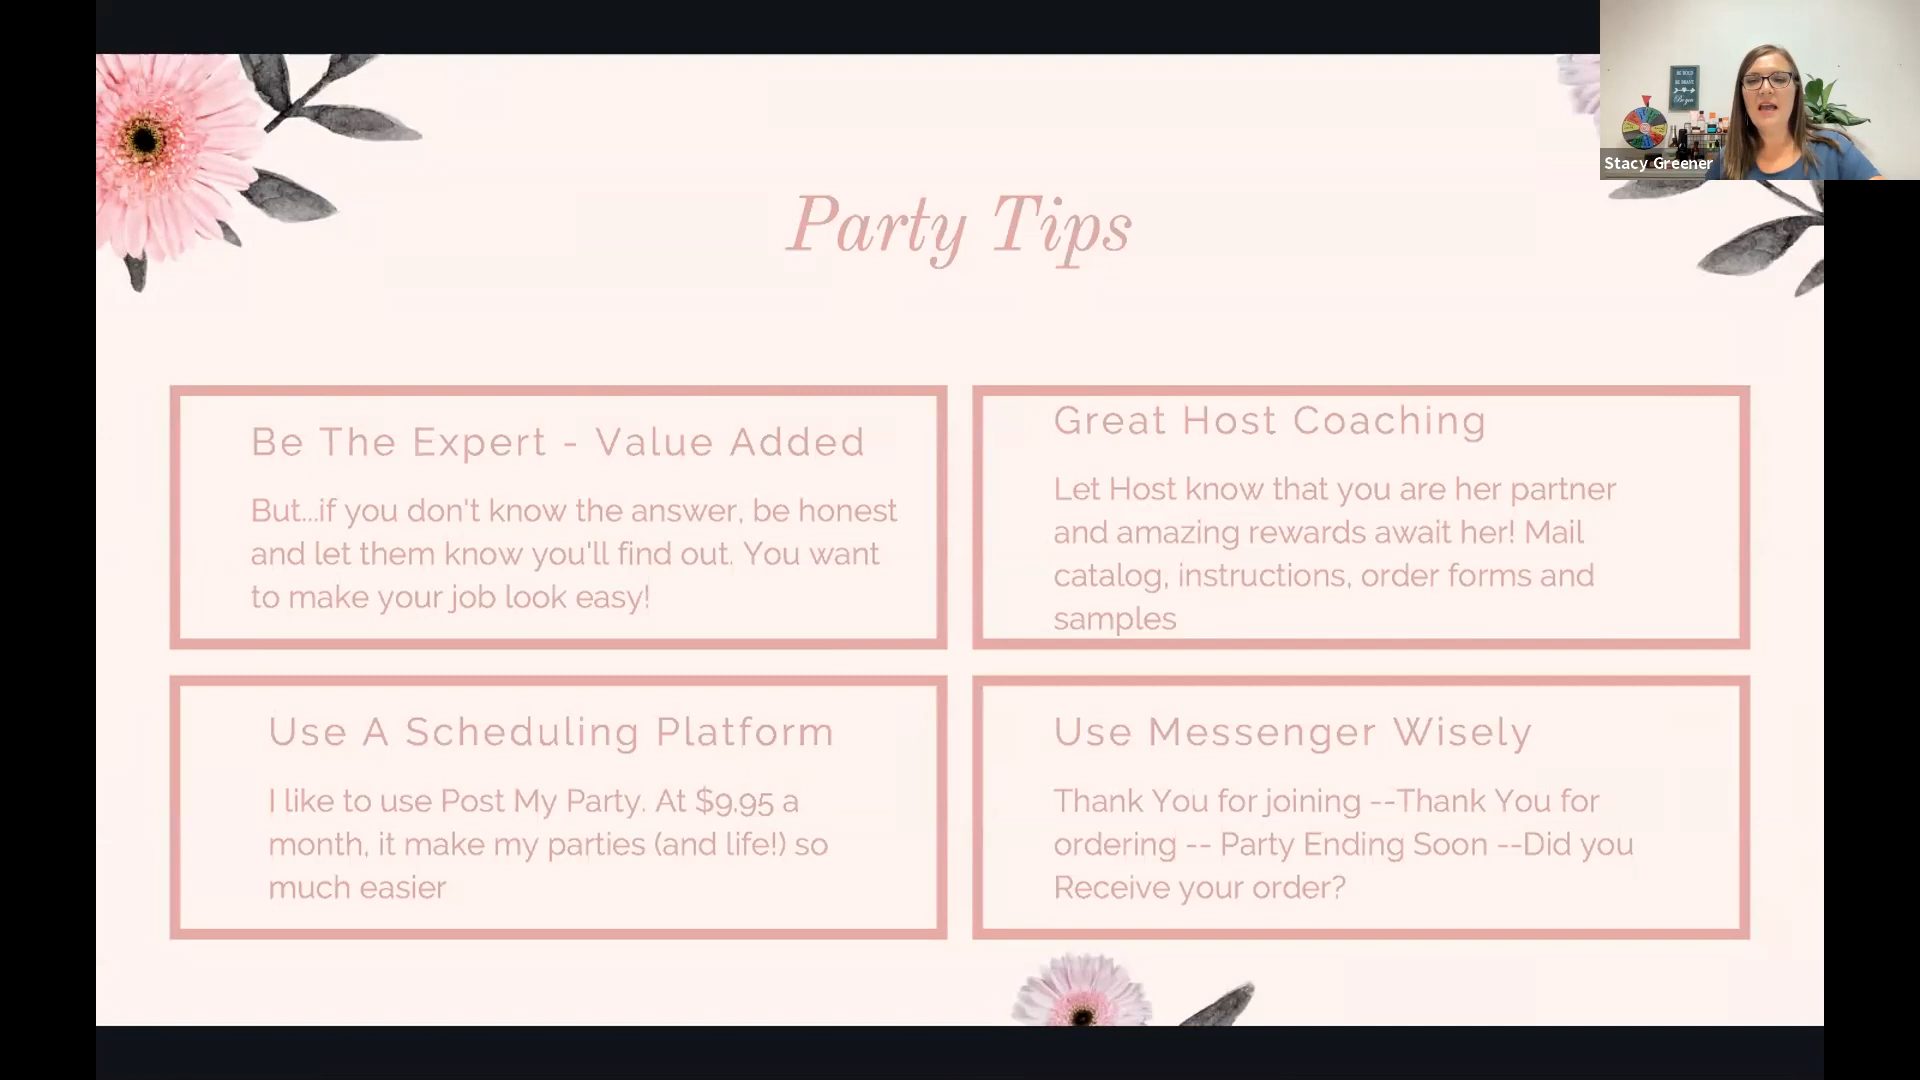 Party Tips
Be The Expert - Value Added
But...if you don't know the answer, be honest
and let them know you'll find out. You want
to make your job look easy!
Great Host Coaching
Let Host know that you are her partner
and amazing rewards await her! Mail
catalog, instructions, order forms and
samples
Use A Scheduling Platform
I like to use Post My Party. At $9.95 a
month, it make my parties (and life!) so
much easier
Use Messenger Wisely
Thank You for joining --Thank You for
ordering -- Party Ending Soon --Did you
Receive your order?
BE BOLD
BE BRAVE
Begin
Stacy Greener